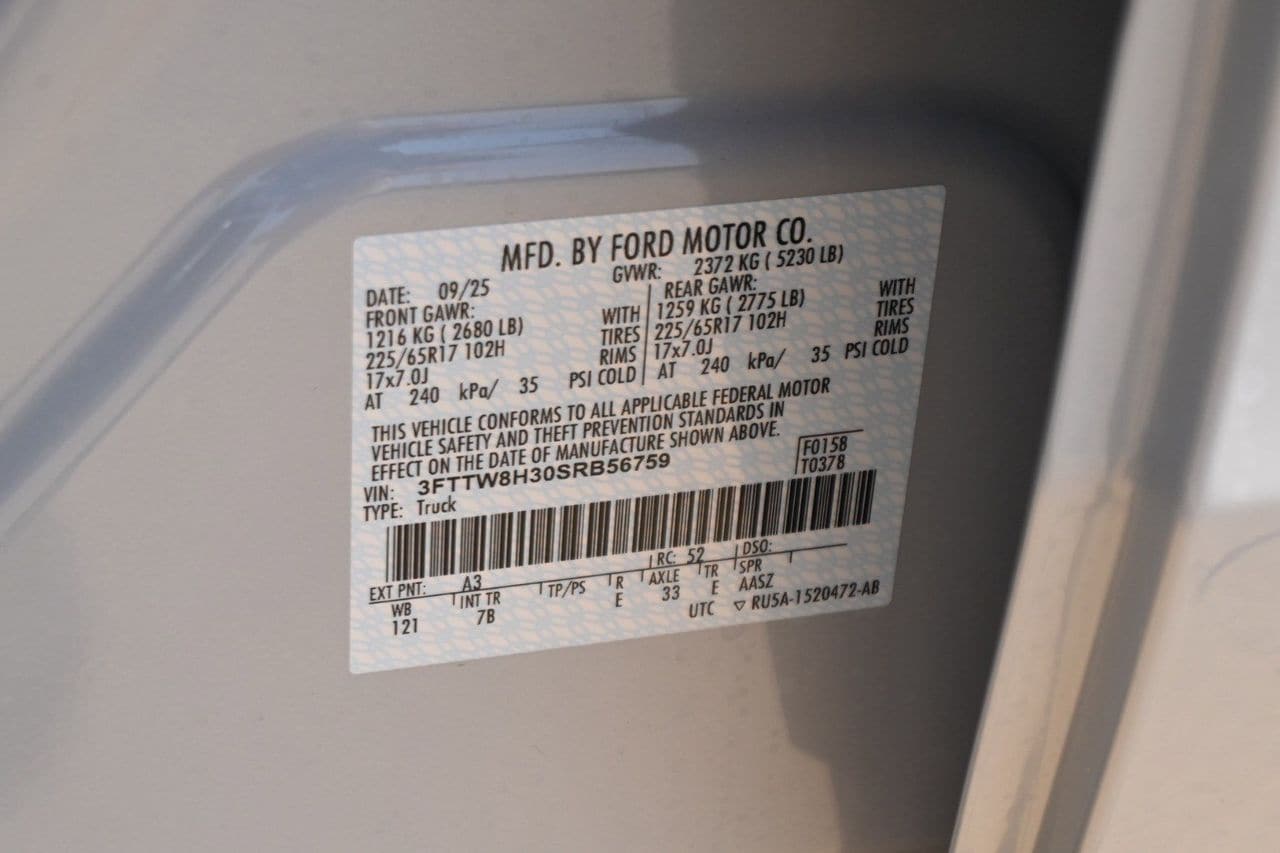 MFD. BY FORD MOTOR CO.
DATE: 09/25 GVWR: 2372 KG ( 5230 LB)
FRONT GAWR: REAR GAWR:
1216 KG ( 2680 LB) WITH 1259 KG ( 2775 LB) WITH
225/65R17 102H TIRES 225/65R17 102H TIRES
17x7.0J RIMS 17x7.0J RIMS
AT 240 kPa/ 35 PSI COLD AT 240 kPa/ 35 PSI COLD
THIS VEHICLE CONFORMS TO ALL APPLICABLE FEDERAL MOTOR
VEHICLE SAFETY AND THEFT PREVENTION STANDARDS IN
EFFECT ON THE DATE OF MANUFACTURE SHOWN ABOVE.
VIN: 3FTTW8H30SRB56759 F0158
TYPE: Truck T0378
EXT PNT: A3 RC: 52 DSO:
WB INT TR TP/PS R AXLE TR SPR
121 7B E 33 E AASZ
UTC ▽ RU5A-1520472-AB